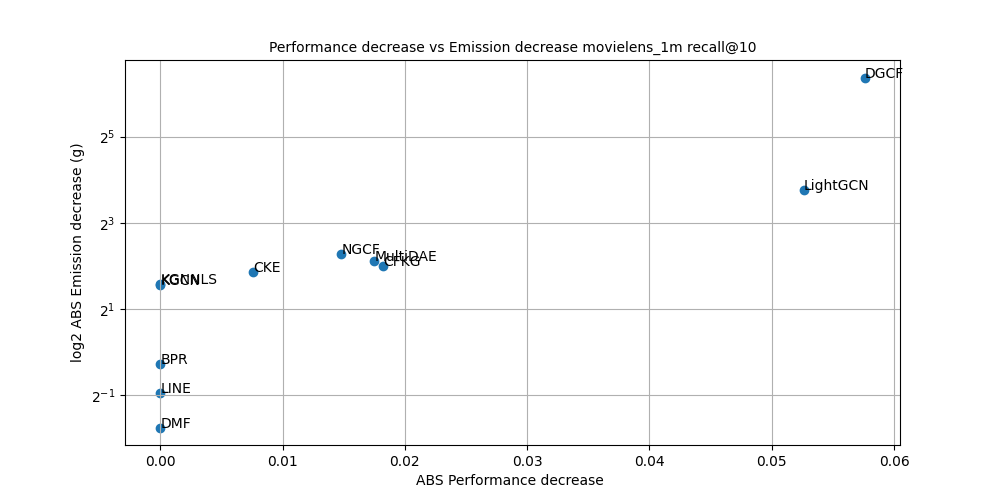 Performance decrease vs Emission decrease movielens_1m recall@10
log2 ABS Emission decrease (g)
2^5
2^3
2^1
2^−1
DGCF
LightGCN
NGCF
MultiDAE
CFKG
CKE
KGNNLS
KGCN
BPR
LINE
DMF
0.00 0.01 0.02 0.03 0.04 0.05 0.06
ABS Performance decrease